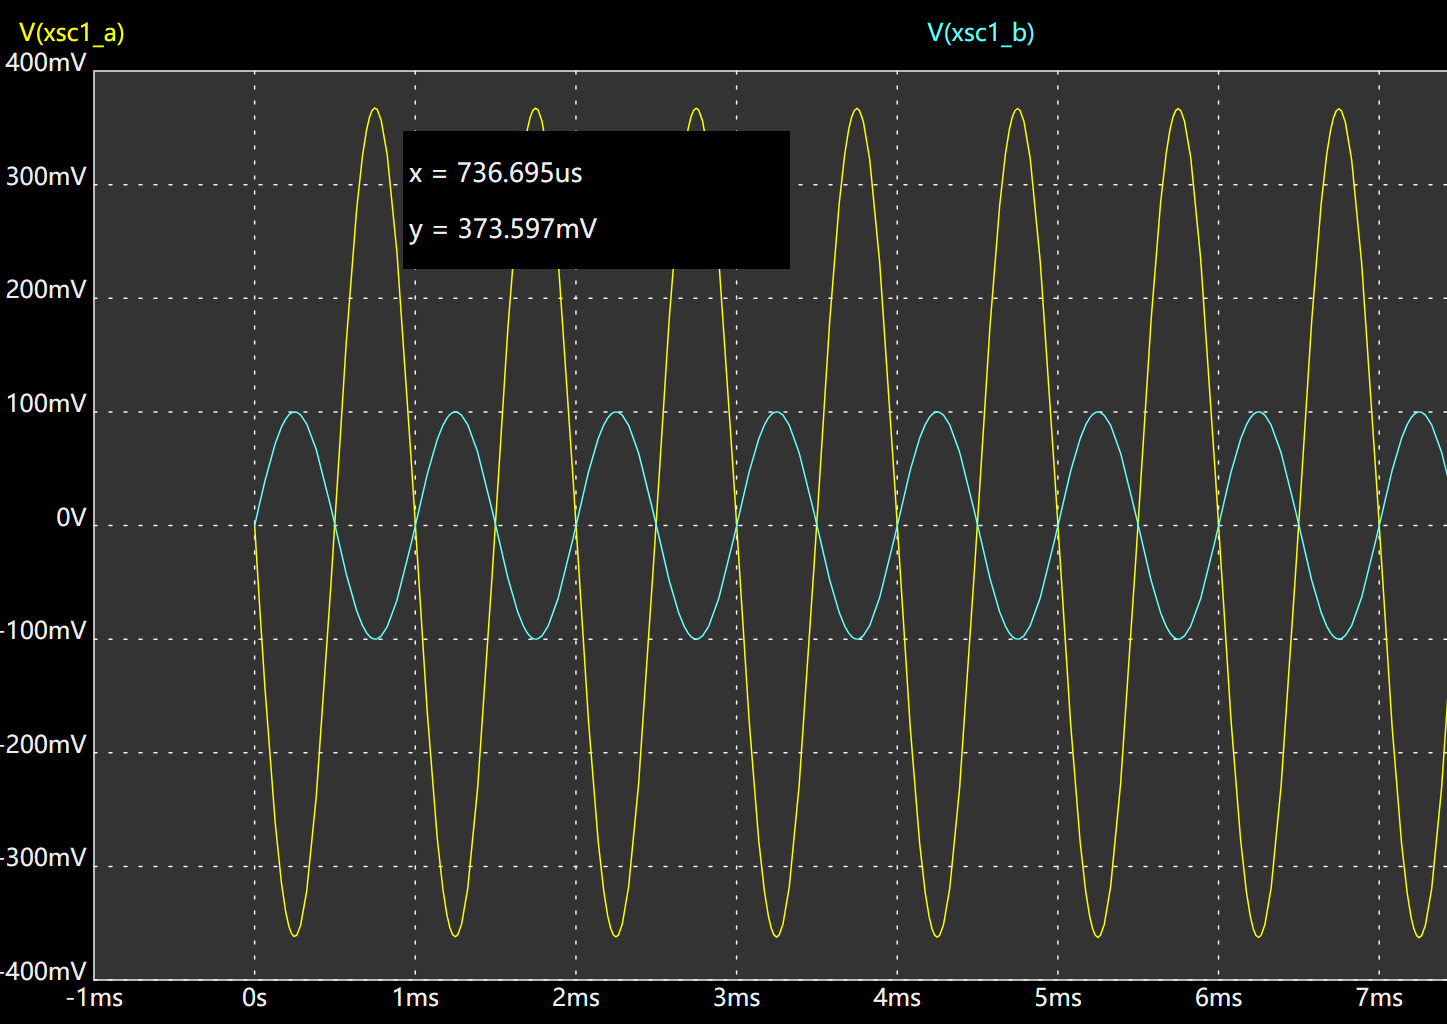 V(xsc1_a) V(xsc1_b)
400mV
x = 736.695us
300mV
y = 373.597mV
200mV
100mV
0V
-100mV
-200mV
-300mV
-400mV
-1ms 0s 1ms 2ms 3ms 4ms 5ms 6ms 7ms